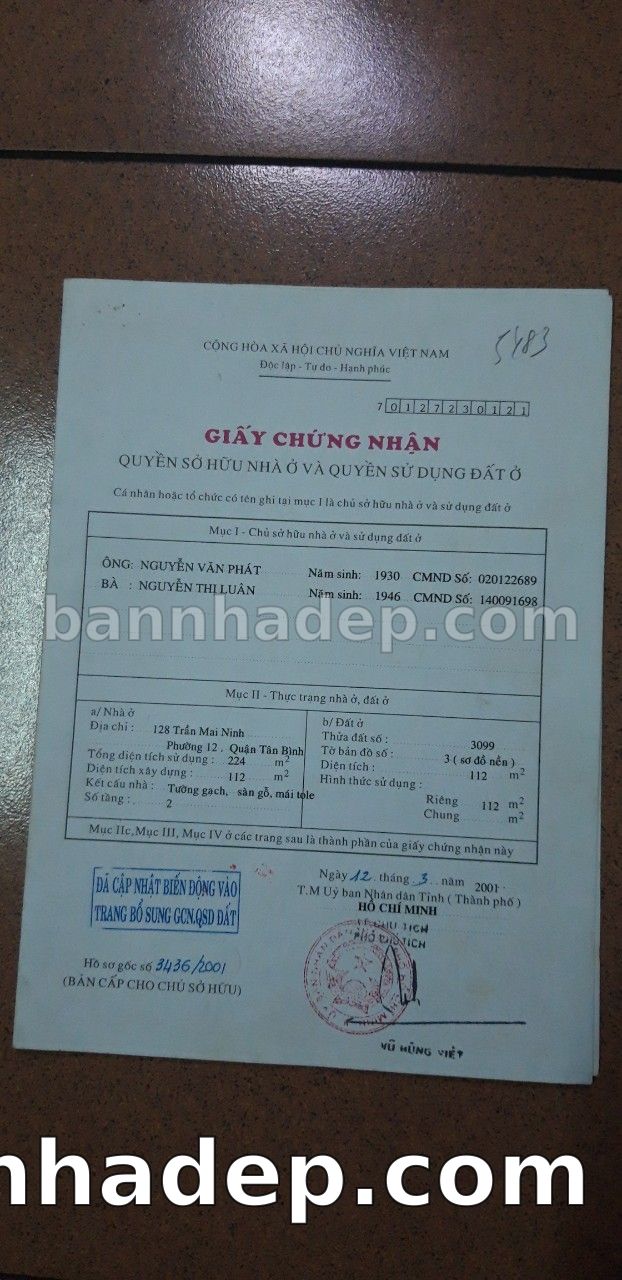 CỘNG HÒA XÃ HỘI CHỦ NGHĨA VIỆT NAM
Độc lập - Tự do - Hạnh phúc
5483
7 0 1 2 7 2 3 0 1 2 1
GIẤY CHỨNG NHẬN
QUYỀN SỞ HỮU NHÀ Ở VÀ QUYỀN SỬ DỤNG ĐẤT Ở
Cá nhân hoặc tổ chức có tên ghi tại mục I là chủ sở hữu nhà ở và sử dụng đất ở
Mục I - Chủ sở hữu nhà ở và sử dụng đất ở
ÔNG: NGUYỄN VĂN PHÁT Năm sinh: 1930 CMND Số: 020122689
BÀ : NGUYỄN THỊ LUÂN Năm sinh: 1946 CMND Số: 140091698
bannhadep.com
Mục II - Thực trạng nhà ở, đất ở
a/ Nhà ở
Địa chỉ : 128 Trần Mai Ninh
Phường 12 . Quận Tân Bình
Tổng diện tích sử dụng : 224 m2
Diện tích xây dựng : 112 m2
Kết cấu nhà : Tường gạch, sàn gỗ, mái tole
Số tầng : 2
b/ Đất ở
Thửa đất số : 3099
Tờ bản đồ số : 3 ( sơ đồ nền )
Diện tích : 112 m2
Hình thức sử dụng :
Riêng 112 m2
Chung m2
Mục IIc,Mục III, Mục IV ở các trang sau là thành phần của giấy chứng nhận này
ĐÃ CẬP NHẬT BIẾN ĐỘNG VÀO
TRANG BỔ SUNG GCN.QSD ĐẤT
Hồ sơ gốc số 3436/2001
(BẢN CẤP CHO CHỦ SỞ HỮU)
Ngày 12 tháng 3 năm 2001
T.M Uỷ ban Nhân dân Tỉnh ( Thành phố )
HỒ CHÍ MINH
PHÓ CHỦ TỊCH
VŨ HÙNG VIỆT
nhadep.com